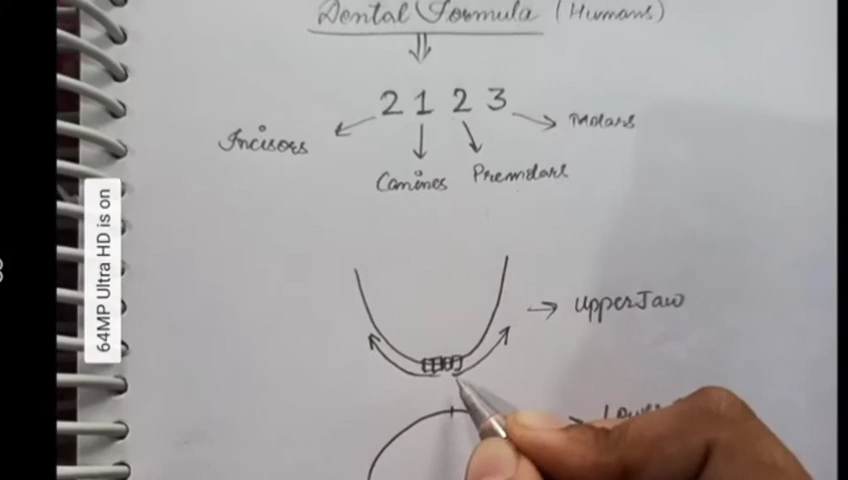 Dental Formula (Humans)
2 1 2 3
Incisors
Canines
Premolars
Molars
Upper Jaw
64MP Ultra HD is on